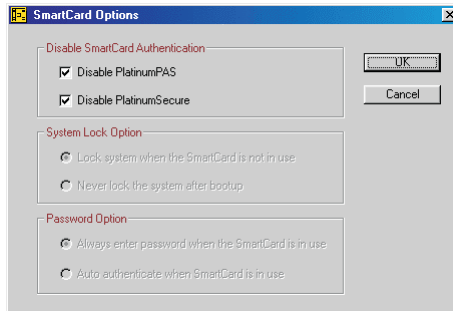 SmartCard Options
Disable SmartCard Authentication
Disable PlatinumPAS
Disable PlatinumSecure
OK
Cancel
System Lock Option
Lock system when the SmartCard is not in use
Never lock the system after bootup
Password Option
Always enter password when the SmartCard is in use
Auto authenticate when SmartCard is in use